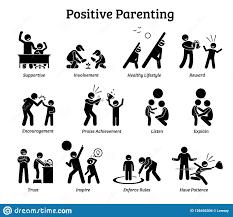 Positive Parenting
Supportive Involvement Healthy Lifestyle Reward
Encouragement Praise Achievement Listen Explain
Trust Inspire Enforce Rules Have Patience
dreamstime.com